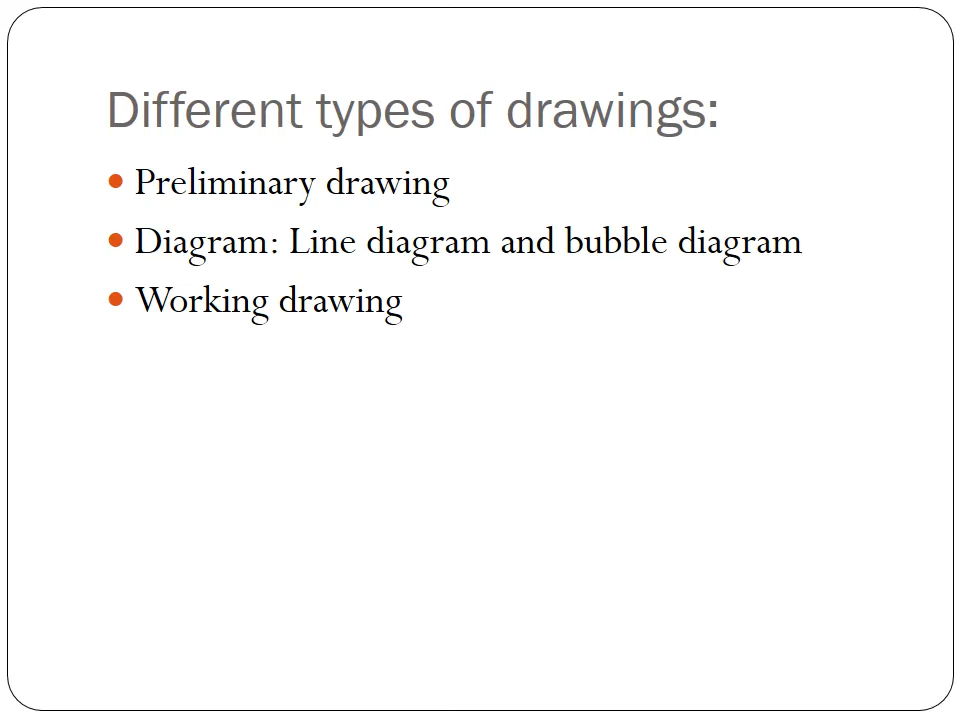 Different types of drawings:
• Preliminary drawing
• Diagram: Line diagram and bubble diagram
• Working drawing